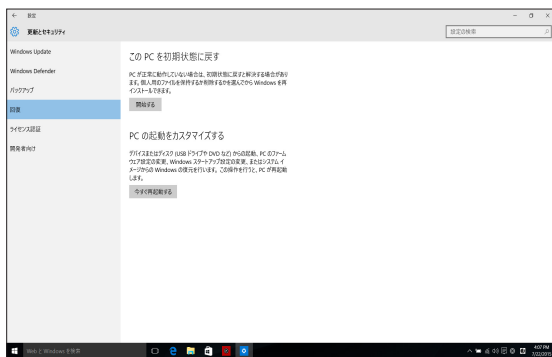 設定
更新とセキュリティ
設定の検索
Windows Update
Windows Defender
バックアップ
回復
ライセンス認証
開発者向け
この PC を初期状態に戻す
PC が正常に動作していない場合は、初期状態に戻すと解決する場合があり
ます。個人用のファイルを保持するか削除するかを選んでから Windows を再
インストールできます。
開始する
PC の起動をカスタマイズする
デバイスまたはディスク (USB ドライブや DVD など) からの起動、PC のファーム
ウェア設定の変更、Windows スタートアップ設定の変更、またはシステム イ
メージからの Windows の復元を行います。この操作を行うと、PC が再起動
します。
今すぐ再起動する
Web と Windows を検索
4:07 PM
7/22/2015